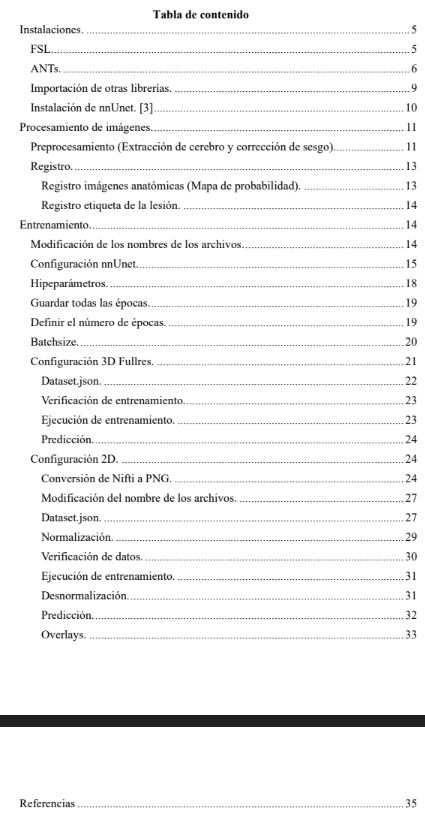 Tabla de contenido
Instalaciones. 5
FSL. 5
ANTs. 6
Importación de otras librerías. 9
Instalación de nnUnet. [3] 10
Procesamiento de imágenes. 11
Preprocesamiento (Extracción de cerebro y corrección de sesgo). 11
Registro. 13
Registro imágenes anatómicas (Mapa de probabilidad). 13
Registro etiqueta de la lesión. 14
Entrenamiento. 14
Modificación de los nombres de los archivos. 14
Configuración nnUnet. 15
Hipeparámetros. 18
Guardar todas las épocas. 19
Definir el número de épocas. 19
Batchsize. 20
Configuración 3D Fullres. 21
Dataset.json. 22
Verificación de entrenamiento. 23
Ejecución de entrenamiento. 23
Predicción. 24
Configuración 2D. 24
Conversión de Nifti a PNG. 24
Modificación del nombre de los archivos. 27
Dataset.json. 27
Normalización. 29
Verificación de datos. 30
Ejecución de entrenamiento. 31
Desnormalización. 31
Predicción. 32
Overlays. 33
Referencias 35